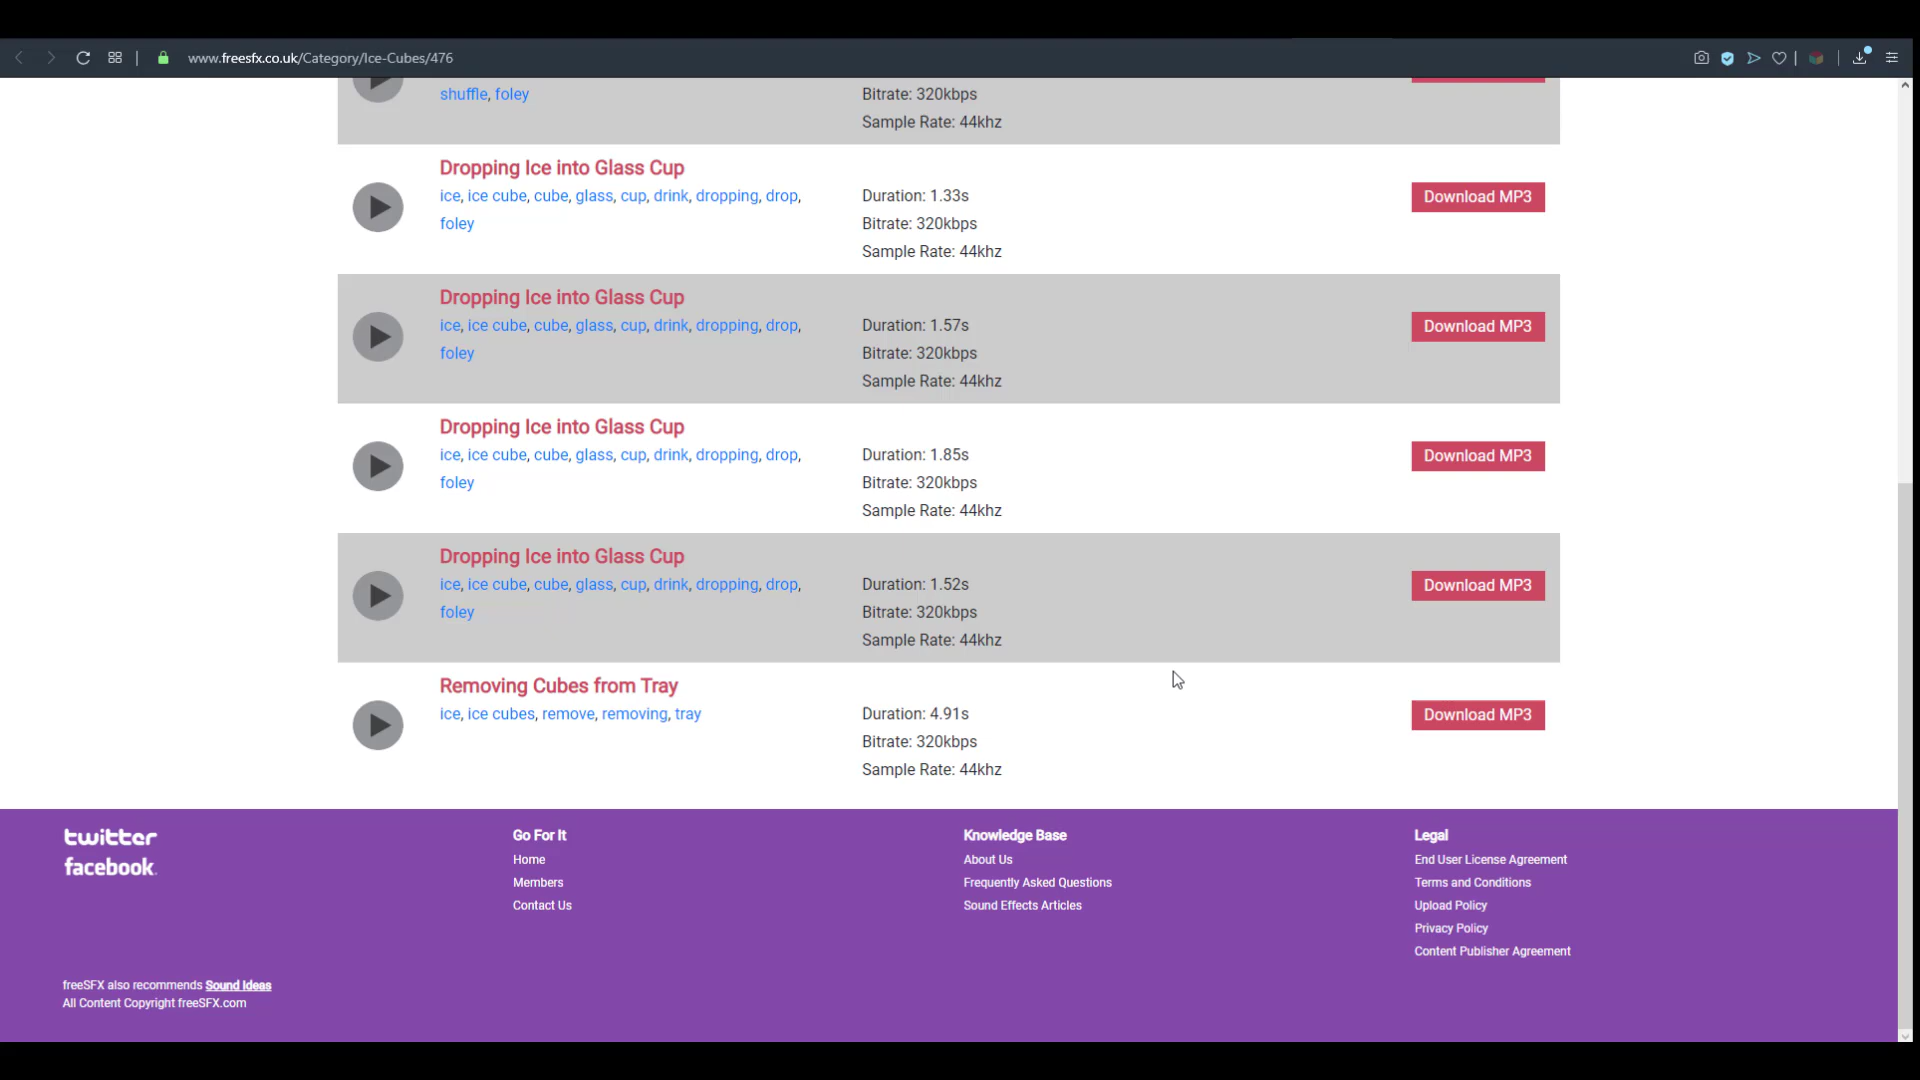 www.freesfx.co.uk/Category/Ice-Cubes/476
shuffle, foley
Bitrate: 320kbps
Sample Rate: 44khz
Dropping Ice into Glass Cup
ice, ice cube, cube, glass, cup, drink, dropping, drop,
foley
Duration: 1.33s
Bitrate: 320kbps
Sample Rate: 44khz
Download MP3
Dropping Ice into Glass Cup
ice, ice cube, cube, glass, cup, drink, dropping, drop,
foley
Duration: 1.57s
Bitrate: 320kbps
Sample Rate: 44khz
Download MP3
Dropping Ice into Glass Cup
ice, ice cube, cube, glass, cup, drink, dropping, drop,
foley
Duration: 1.85s
Bitrate: 320kbps
Sample Rate: 44khz
Download MP3
Dropping Ice into Glass Cup
ice, ice cube, cube, glass, cup, drink, dropping, drop,
foley
Duration: 1.52s
Bitrate: 320kbps
Sample Rate: 44khz
Download MP3
Removing Cubes from Tray
ice, ice cubes, remove, removing, tray
Duration: 4.91s
Bitrate: 320kbps
Sample Rate: 44khz
Download MP3
twitter
facebook.
Go For It
Home
Members
Contact Us
Knowledge Base
About Us
Frequently Asked Questions
Sound Effects Articles
Legal
End User License Agreement
Terms and Conditions
Upload Policy
Privacy Policy
Content Publisher Agreement
freeSFX also recommends Sound Ideas
All Content Copyright freeSFX.com